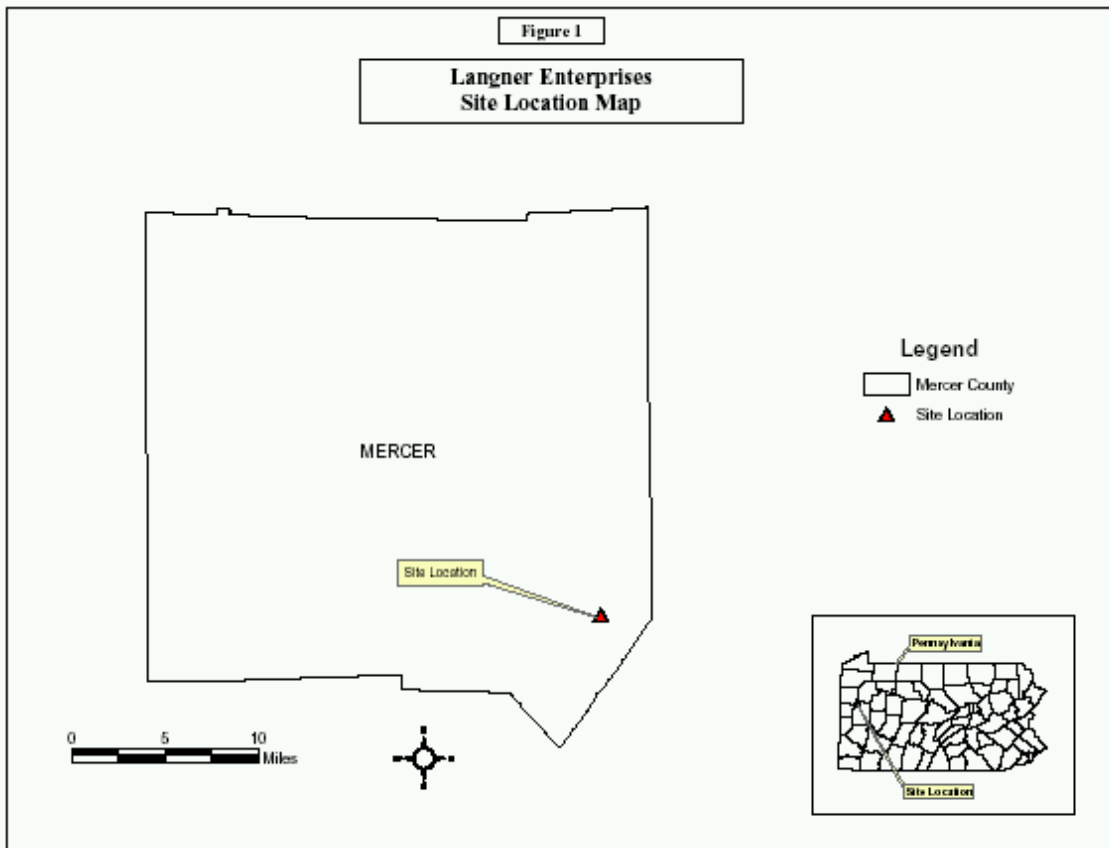 Figure 1
Langner Enterprises
Site Location Map
Legend
Mercer County
Site Location
MERCER
Site Location
Pennsylvania
Site Location
0 5 10
Miles